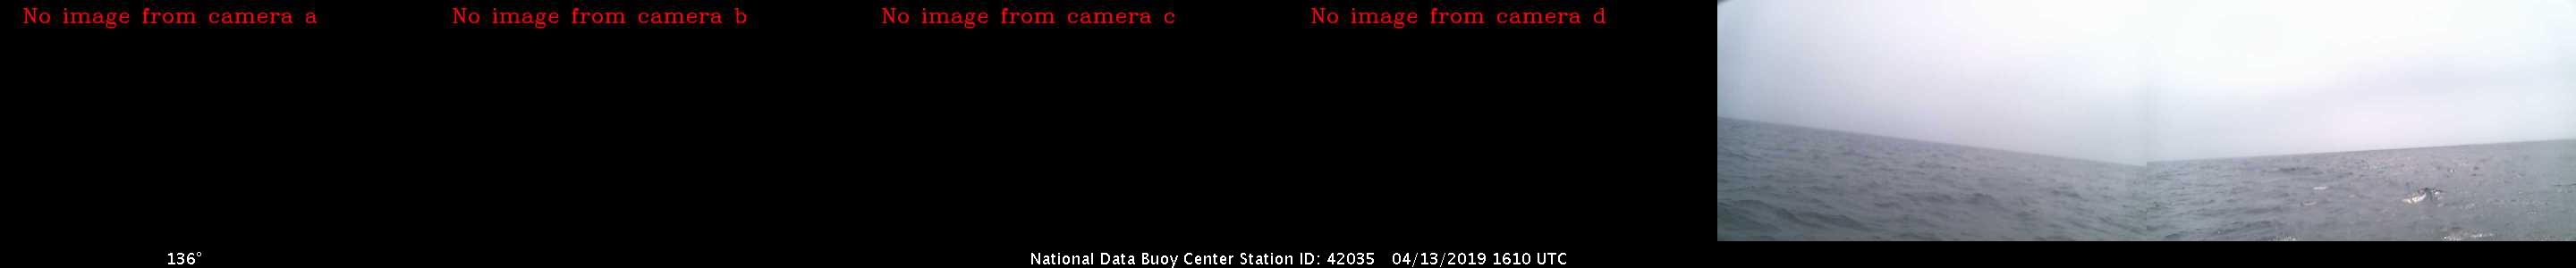 No image from camera a
No image from camera b
No image from camera c
No image from camera d
136°
National Data Buoy Center Station ID: 42035 04/13/2019 1610 UTC